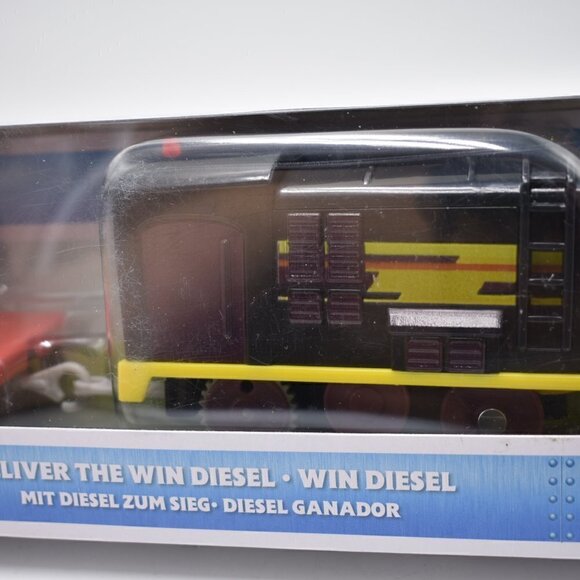 LIVER THE WIN DIESEL • WIN DIESEL
MIT DIESEL ZUM SIEG• DIESEL GANADOR